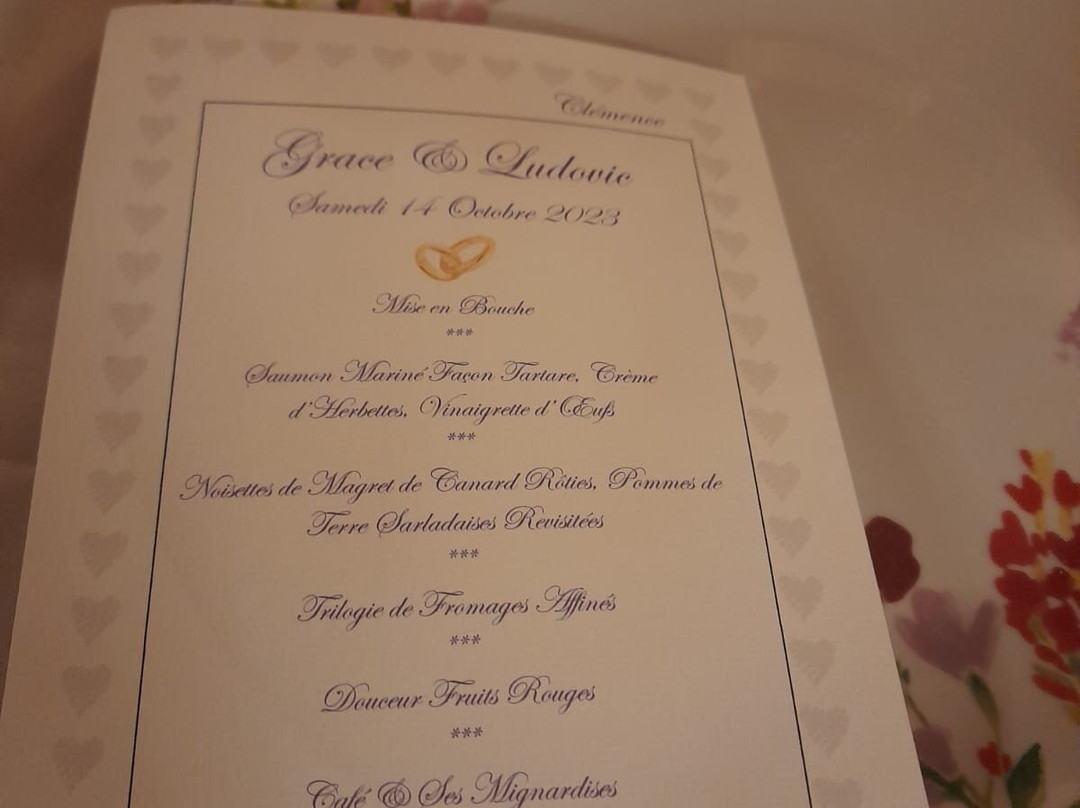 Clémence
Grace & Ludovic
Samedi 14 Octobre 2023
Mise en Bouche
***
Saumon Mariné Façon Tartare, Crème
d'Herbettes, Vinaigrette d'Œufs
***
Noisettes de Magret de Canard Rôties, Pommes de
Terre Sarladaises Revisitées
***
Trilogie de Fromages Affinés
***
Douceur Fruits Rouges
***
Café & Ses Mignardises